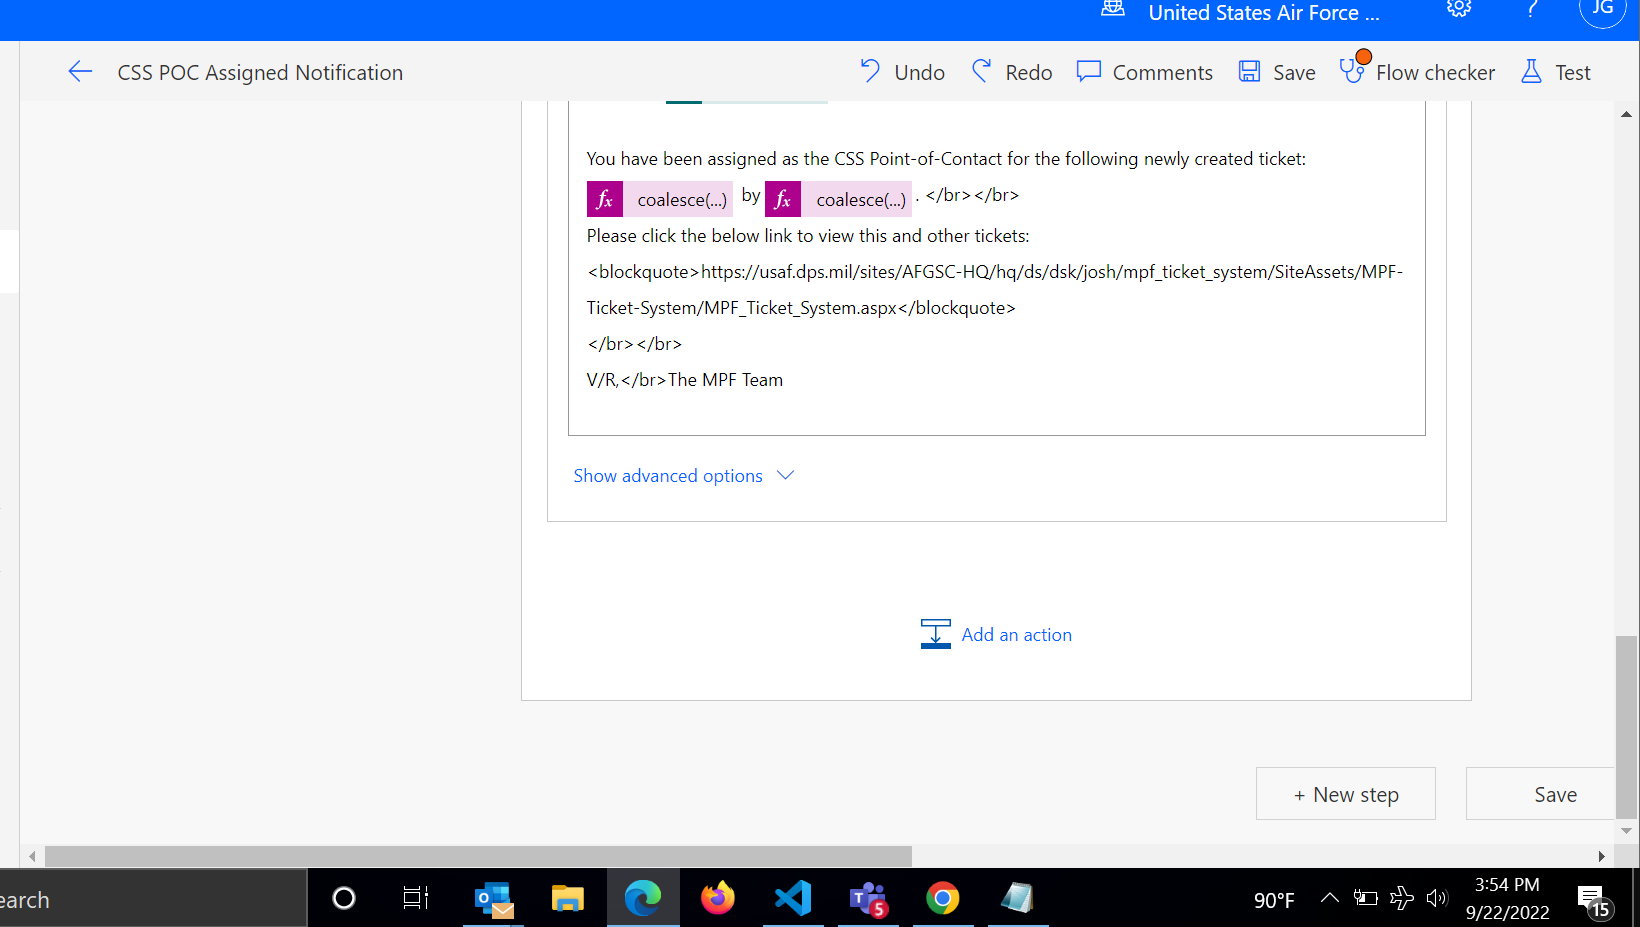 United States Air Force ...
JG
CSS POC Assigned Notification
Undo
Redo
Comments
Save
Flow checker
Test
You have been assigned as the CSS Point-of-Contact for the following newly created ticket:
fx coalesce(...) by fx coalesce(...) . </br></br>
Please click the below link to view this and other tickets:
<blockquote>https://usaf.dps.mil/sites/AFGSC-HQ/hq/ds/dsk/josh/mpf_ticket_system/SiteAssets/MPF-
Ticket-System/MPF_Ticket_System.aspx</blockquote>
</br></br>
V/R,</br>The MPF Team
Show advanced options
Add an action
+ New step
Save
earch
5
90°F
3:54 PM
9/22/2022
15